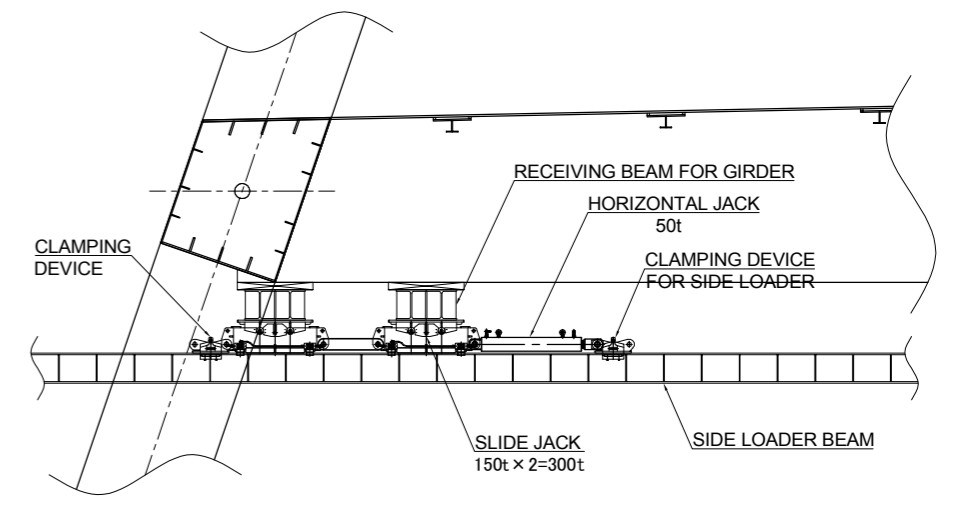 RECEIVING BEAM FOR GIRDER
HORIZONTAL JACK
50t
CLAMPING
DEVICE
CLAMPING DEVICE
FOR SIDE LOADER
SLIDE JACK
150t×2=300t
SIDE LOADER BEAM